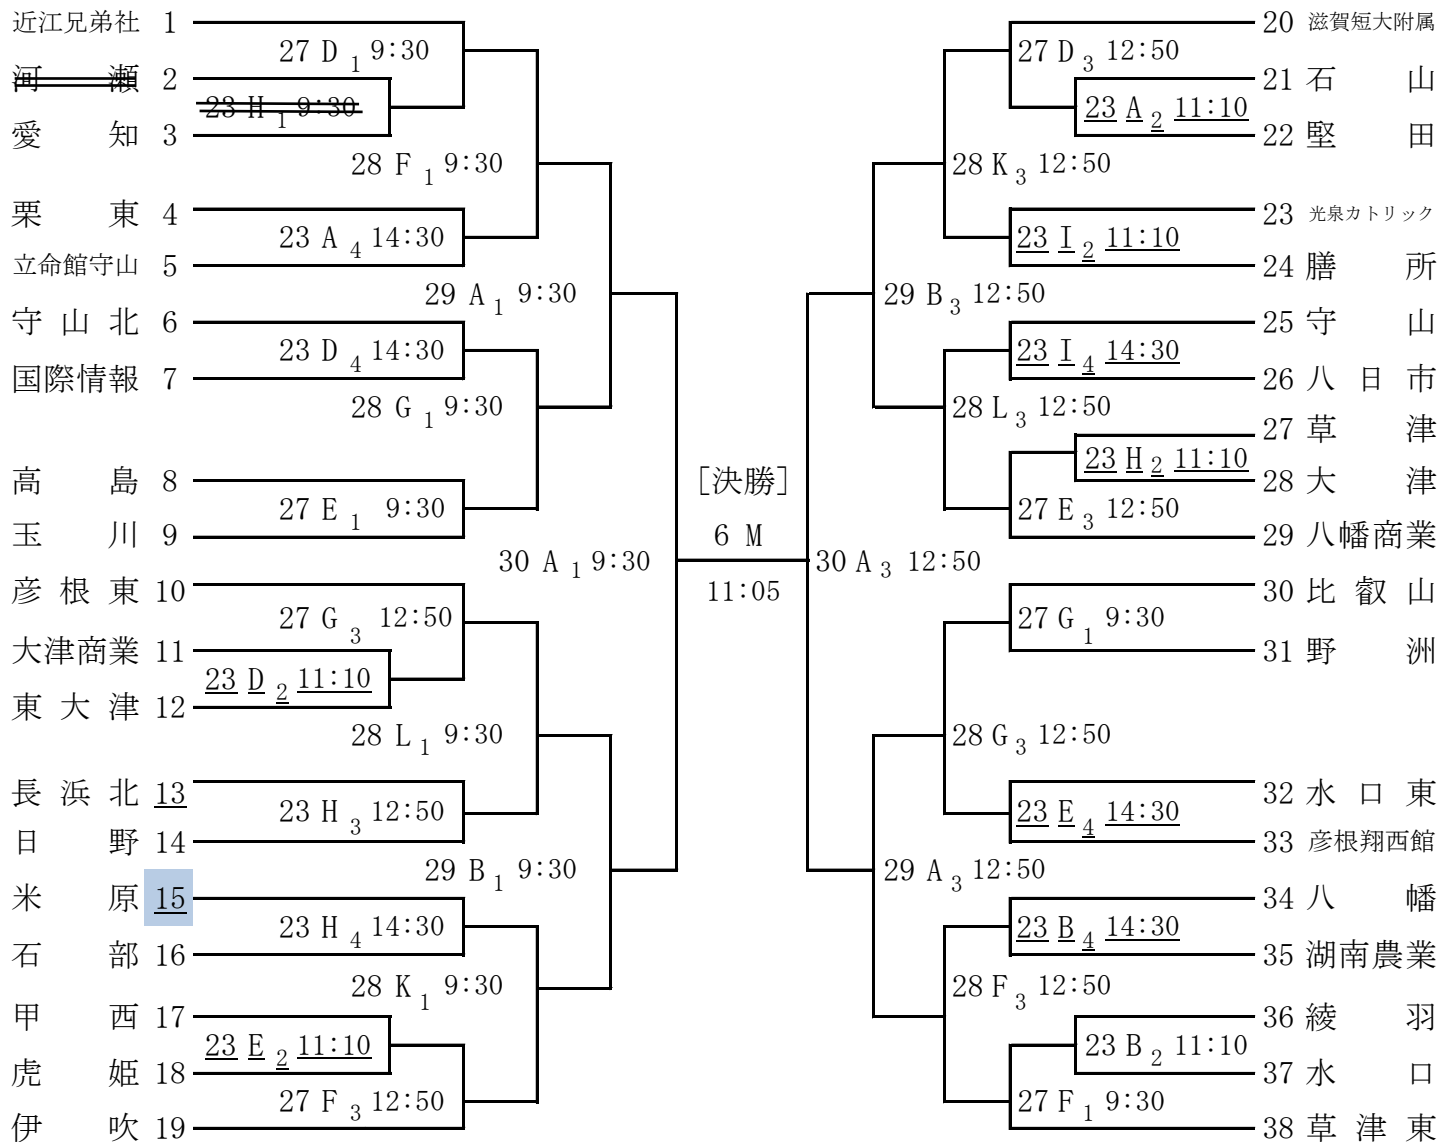 近江兄弟社 1
27 D 1 9:30
河瀬 2
23 H 1 9:30
愛知 3
28 F 1 9:30
栗東 4
23 A 4 14:30
立命館守山 5
29 A 1 9:30
守山北 6
23 D 4 14:30
国際情報 7
28 G 1 9:30
高島 8
27 E 1 9:30
玉川 9
30 A 1 9:30
彦根東 10
27 G 3 12:50
大津商業 11
23 D 2 11:10
東大津 12
28 L 1 9:30
長浜北 13
23 H 3 12:50
日野 14
29 B 1 9:30
米原 15
23 H 4 14:30
石部 16
28 K 1 9:30
甲西 17
23 E 2 11:10
虎姫 18
27 F 3 12:50
伊吹 19
[決勝]
6 M
11:05
20 滋賀短大附属
27 D 3 12:50
21 石山
23 A 2 11:10
22 堅田
28 K 3 12:50
23 光泉カトリック
23 I 2 11:10
24 膳所
29 B 3 12:50
25 守山
23 I 4 14:30
26 八日市
28 L 3 12:50
27 草津
23 H 2 11:10
28 大津
27 E 3 12:50
29 八幡商業
30 A 3 12:50
30 比叡山
27 G 1 9:30
31 野洲
28 G 3 12:50
32 水口東
23 E 4 14:30
33 彦根翔西館
29 A 3 12:50
34 八幡
23 B 4 14:30
35 湖南農業
28 F 3 12:50
36 綾羽
23 B 2 11:10
37 水口
27 F 1 9:30
38 草津東